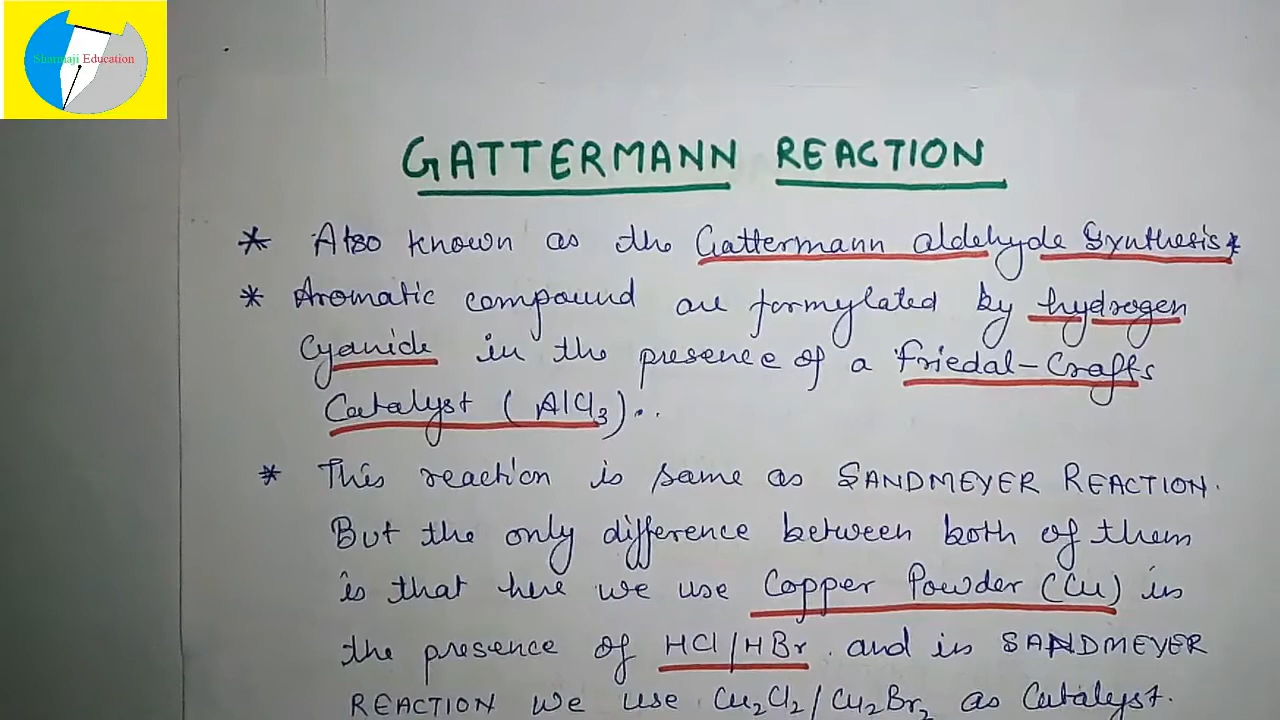 Sharmaji Education
GATTERMANN REACTION
* Also known as the Gattermann aldehyde Synthesis*
* Aromatic compound are formylated by hydrogen
Cyanide in the presence of a Friedal-Crafts
Catalyst (AlCl3)..
* This reaction is same as SANDMEYER REACTION.
But the only difference between both of them
is that here we use Copper Powder (Cu) in
the presence of HCl/HBr. and in SANDMEYER
REACTION we use Cu2Cl2/Cu2Br2 as Catalyst.